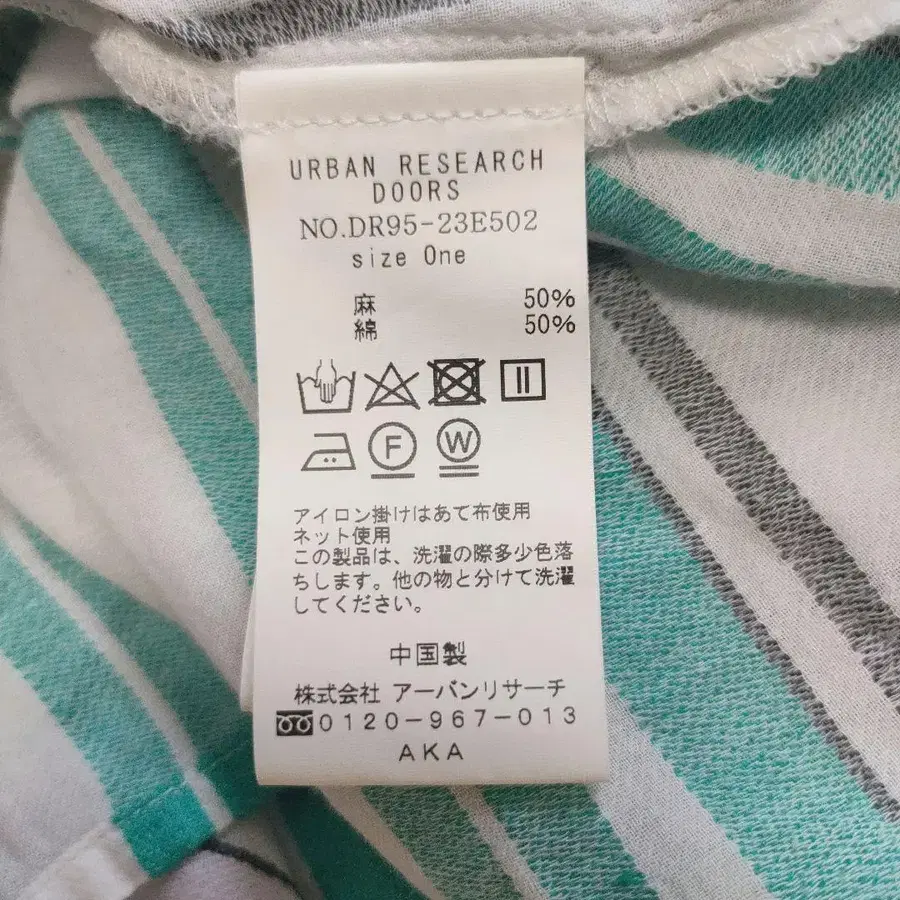 URBAN RESEARCH
DOORS
NO.DR95-23E502
size One
麻 50%
綿 50%
F W
アイロン掛けはあて布使用
ネット使用
この製品は、洗濯の際多少色落
ちします。他の物と分けて洗濯
してください。
中国製
株式会社 アーバンリサーチ
0120-967-013
AKA